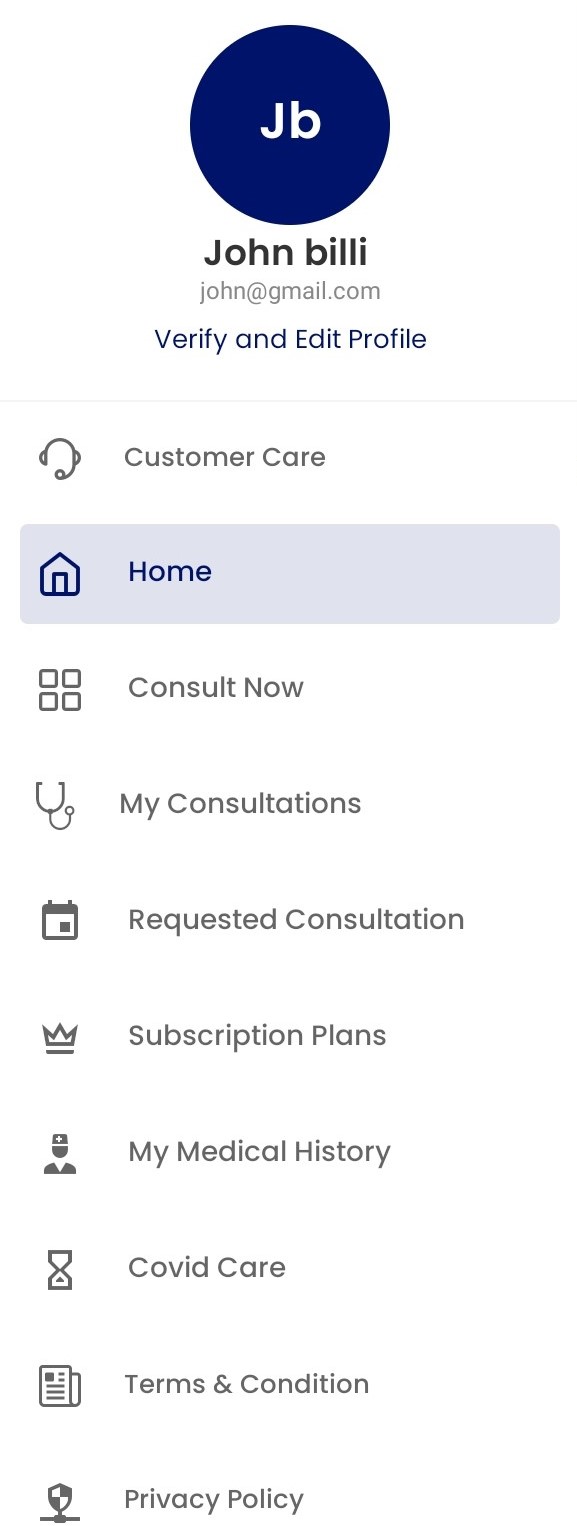 Jb
John billi
john@gmail.com
Verify and Edit Profile
Customer Care
Home
Consult Now
My Consultations
Requested Consultation
Subscription Plans
My Medical History
Covid Care
Terms & Condition
Privacy Policy